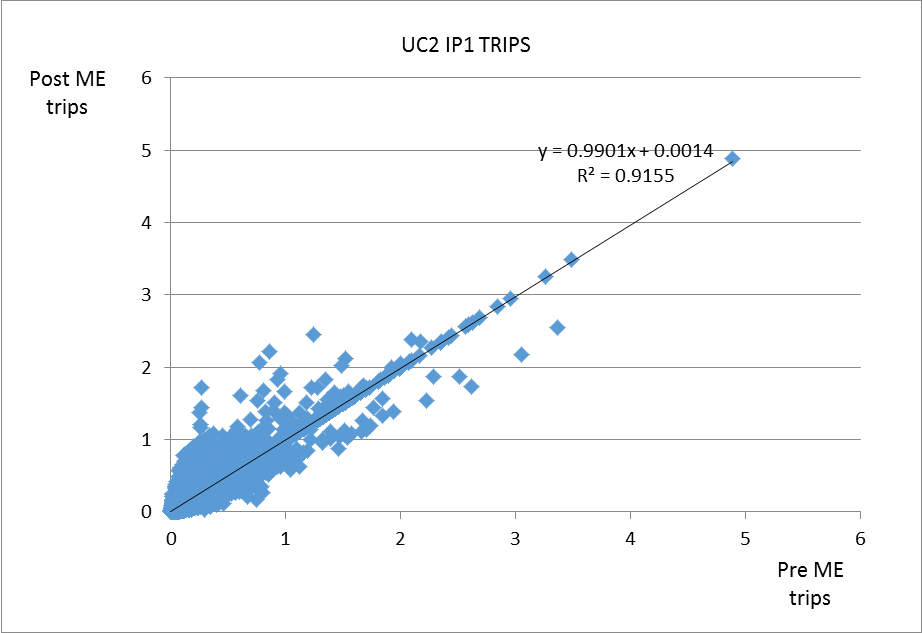 UC2 IP1 TRIPS
Post ME
trips
6
5
4
3
2
1
0
y = 0.9901x + 0.0014
R² = 0.9155
0 1 2 3 4 5 6
Pre ME
trips